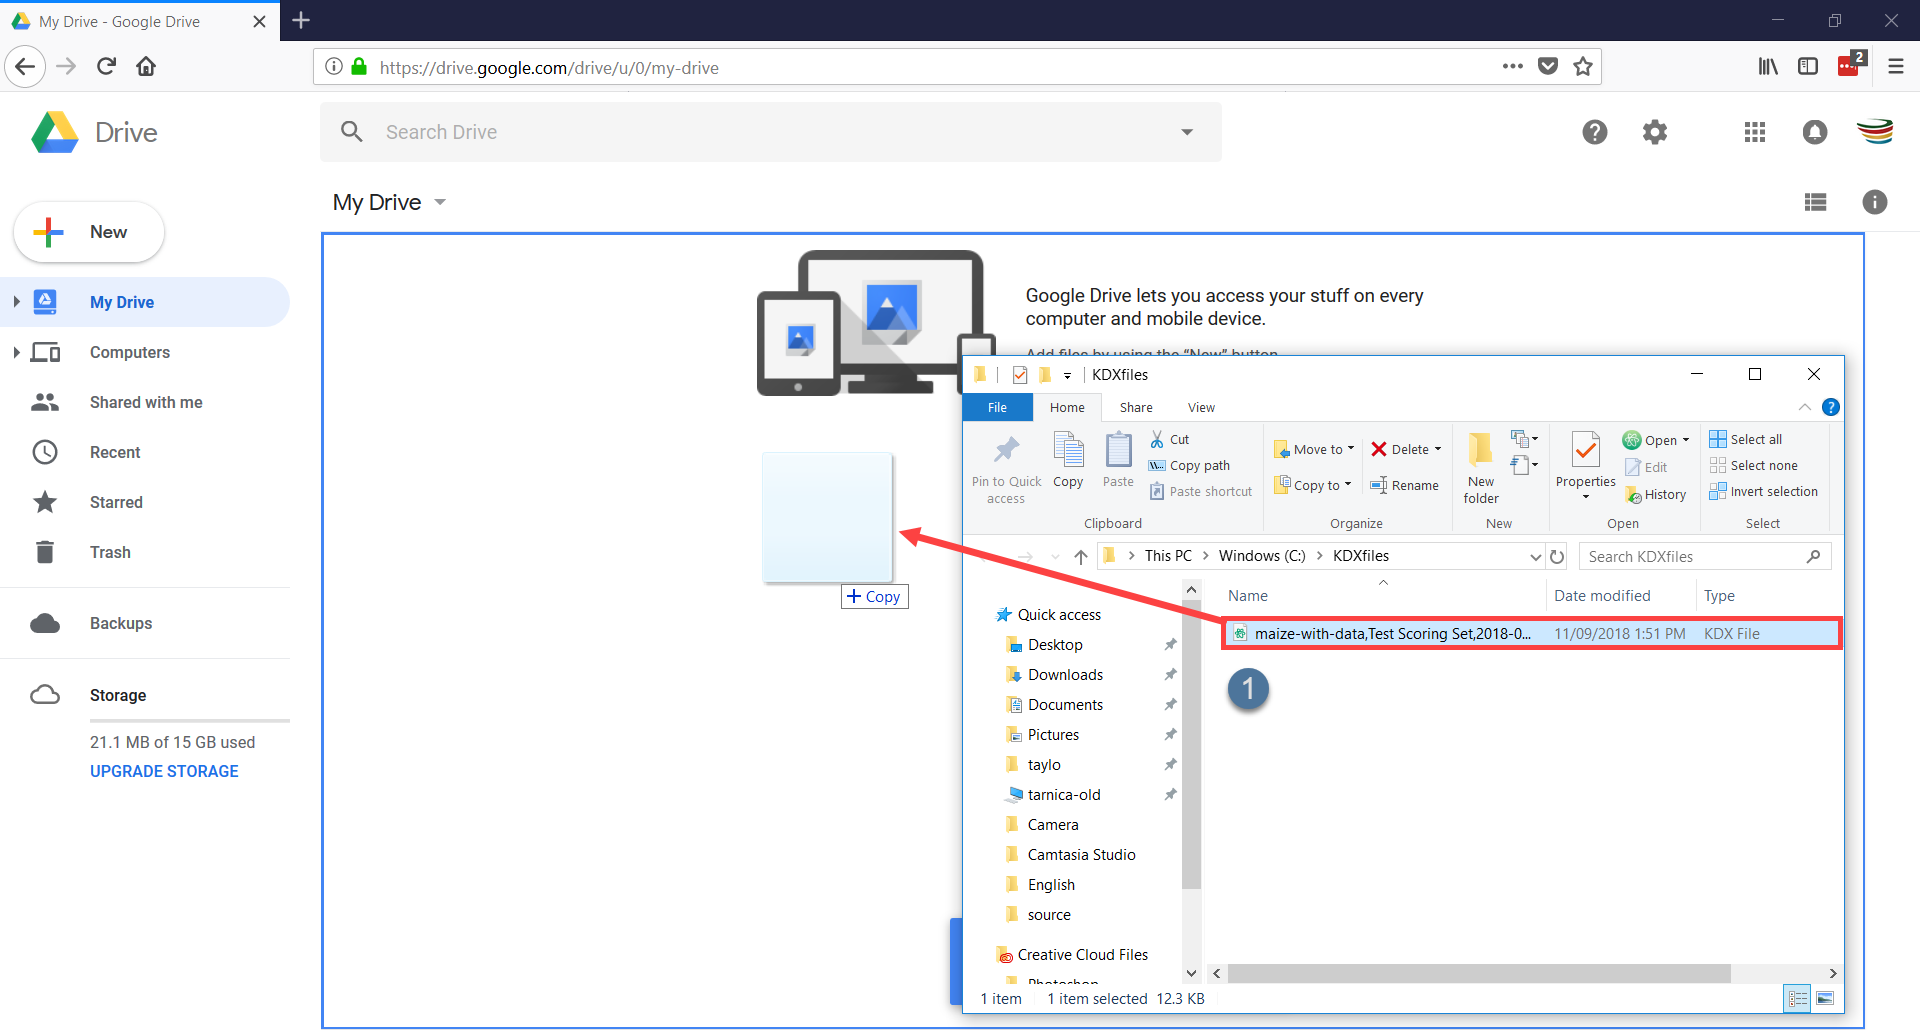 My Drive - Google Drive
2
https://drive.google.com/drive/u/0/my-drive
Drive
Search Drive
My Drive
New
My Drive
Computers
Shared with me
Recent
Starred
Trash
Backups
Storage
21.1 MB of 15 GB used
UPGRADE STORAGE
Google Drive lets you access your stuff on every
computer and mobile device.
Add files by using the “New” button
Copy
KDXfiles
File Home Share View
Pin to Quick
access
Copy
Paste
Cut
Copy path
Paste shortcut
Clipboard
Move to
Copy to
Delete
Rename
Organize
New
folder
New
Properties
Open
Edit
History
Open
Select all
Select none
Invert selection
Select
This PC > Windows (C:) > KDXfiles
Search KDXfiles
Name Date modified Type
maize-with-data,Test Scoring Set,2018-0... 11/09/2018 1:51 PM KDX File
1
Quick access
Desktop
Downloads
Documents
Pictures
taylo
tarnica-old
Camera
Camtasia Studio
English
source
Creative Cloud Files
Photoshop
1 item 1 item selected 12.3 KB